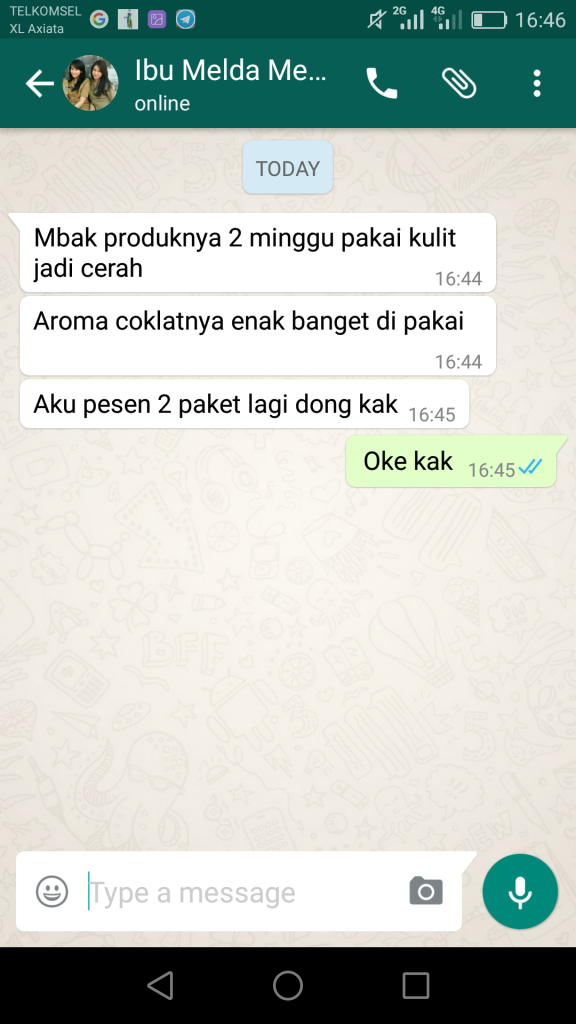 TELKOMSEL
XL Axiata
2G
4G
16:46
Ibu Melda Me...
online
TODAY
Mbak produknya 2 minggu pakai kulit
jadi cerah
16:44
Aroma coklatnya enak banget di pakai
16:44
Aku pesen 2 paket lagi dong kak 16:45
Oke kak 16:45
BFF
Type a message